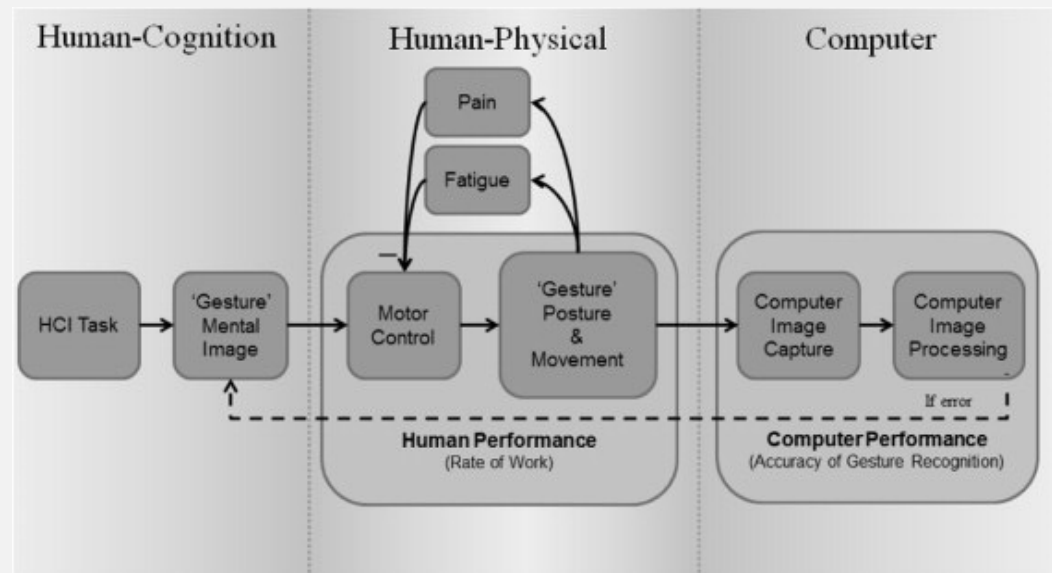 Human-Cognition
Human-Physical
Computer
Pain
Fatigue
HCI Task
‘Gesture’
Mental
Image
Motor
Control
‘Gesture’
Posture
&
Movement
Computer
Image
Capture
Computer
Image
Processing
If error
Human Performance
(Rate of Work)
Computer Performance
(Accuracy of Gesture Recognition)